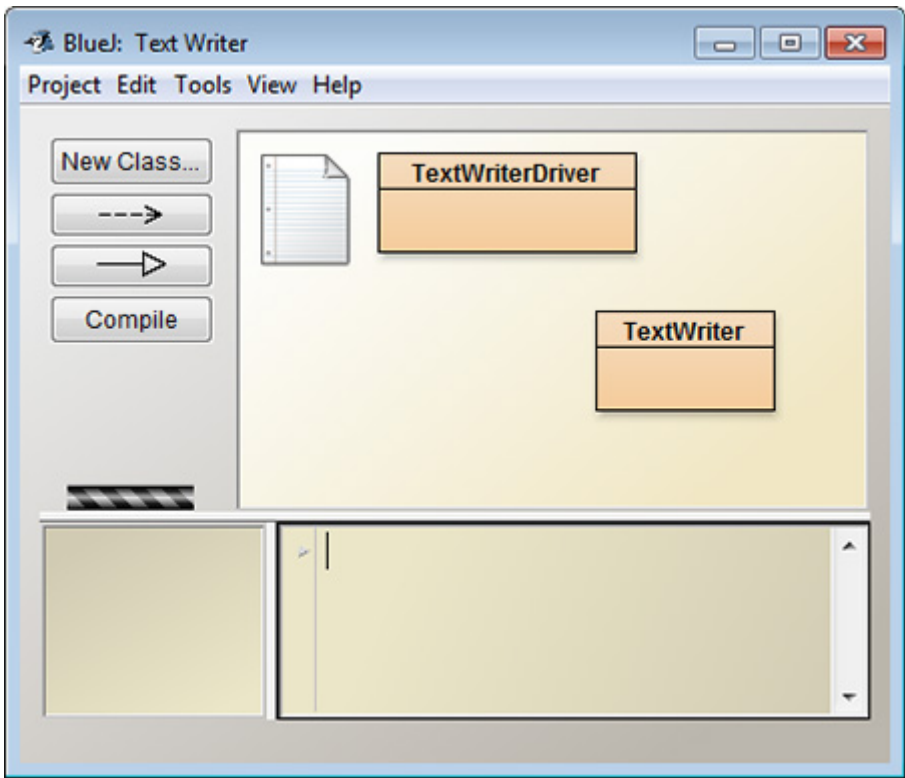 BlueJ: Text Writer
Project Edit Tools View Help
New Class...
TextWriterDriver
Compile
TextWriter